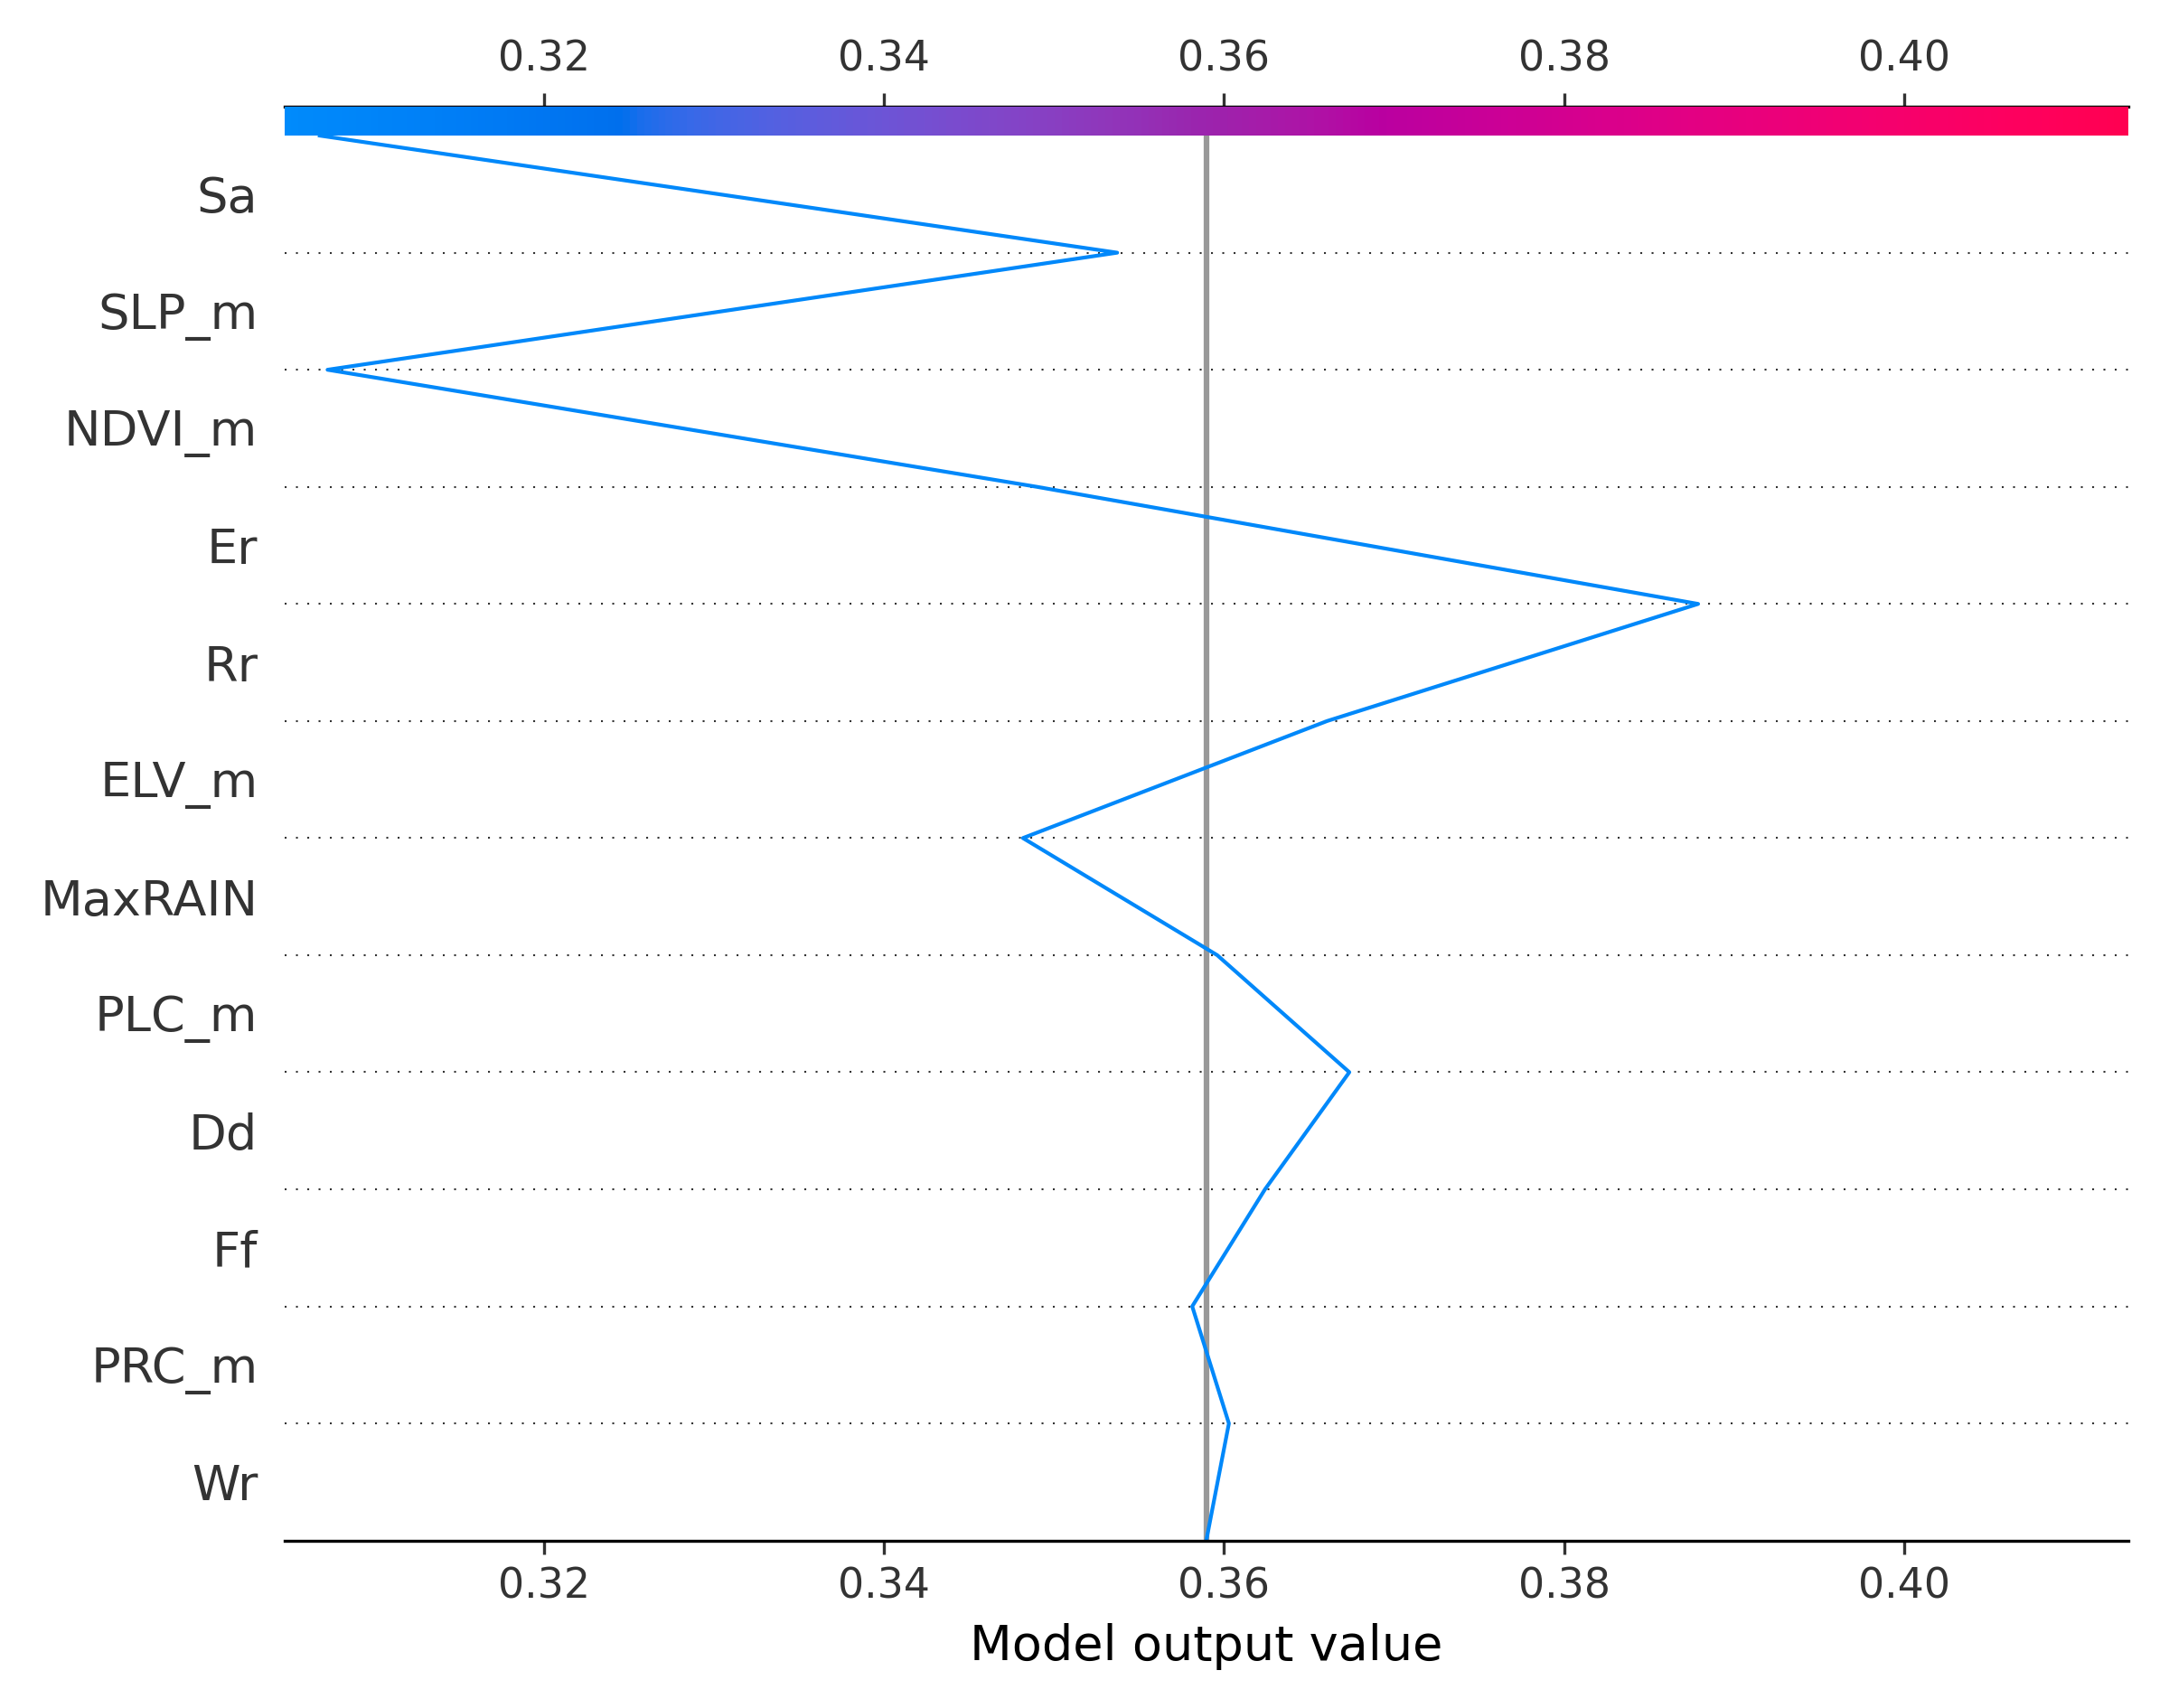 0.32 0.34 0.36 0.38 0.40
Sa
SLP_m
NDVI_m
Er
Rr
ELV_m
MaxRAIN
PLC_m
Dd
Ff
PRC_m
Wr
0.32 0.34 0.36 0.38 0.40
Model output value